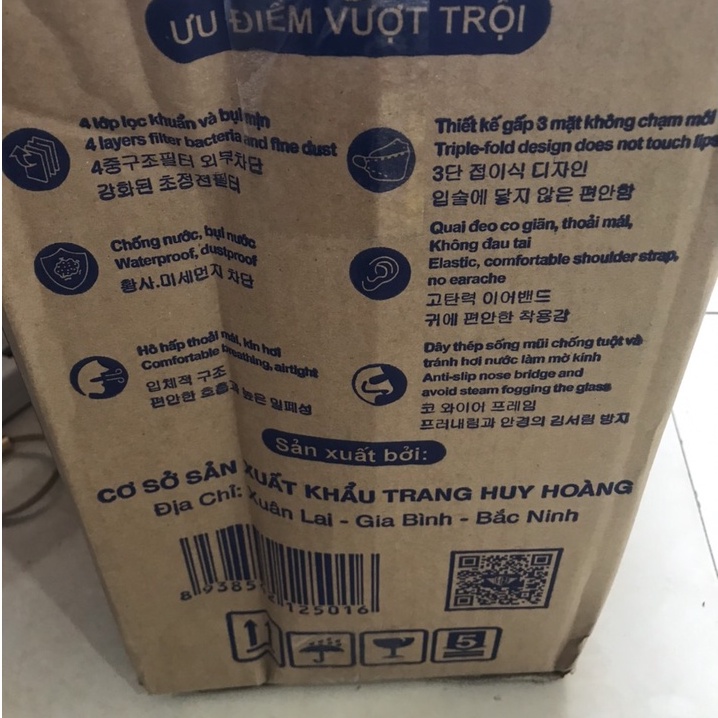 ƯU ĐIỂM VƯỢT TRỘI
4 lớp lọc khuẩn và bụi mịn
4 layers filter bacteria and fine dust
4중구조필터 외부차단
강화된 초정전필터
Thiết kế gấp 3 mặt không chạm môi
Triple-fold design does not touch lips
3단 접이식 디자인
입술에 닿지 않은 편안함
Chống nước, bụi nước
Waterproof, dustproof
황사.미세먼지 차단
Quai đeo co giãn, thoải mái,
Không đau tai
Elastic, comfortable shoulder strap,
no earache
고탄력 이어밴드
귀에 편안한 착용감
Hô hấp thoải mái, kín hơi
Comfortable breathing, airtight
입체적 구조
편안한 호흡과 높은 밀폐성
Dây thép sống mũi chống tuột và
tránh hơi nước làm mờ kính
Anti-slip nose bridge and
avoid steam fogging the glass
코 와이어 프레임
프러내림과 안경의 김서림 방지
Sản xuất bởi:
CƠ SỞ SẢN XUẤT KHẨU TRANG HUY HOÀNG
Địa Chỉ: Xuân Lai - Gia Bình - Bắc Ninh
125016
5